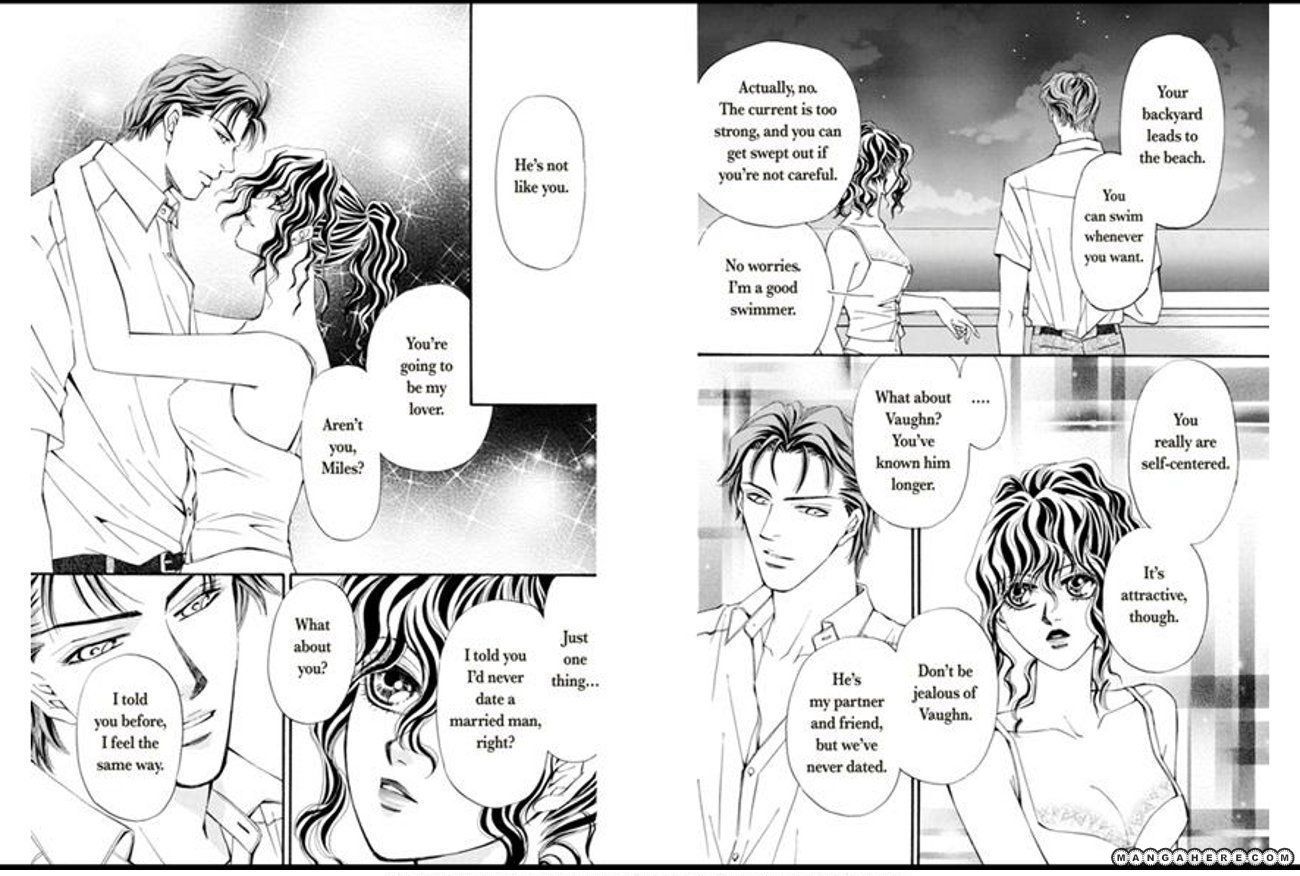 Your
backyard
leads to
the beach.
You
can swim
whenever
you want.
Actually, no.
The current is too
strong, and you can
get swept out if
you're not careful.
No worries.
I'm a good
swimmer.
You
really are
self-centered.
It's
attractive,
though.
....
What about
Vaughn?
You've
known him
longer.
Don't be
jealous of
Vaughn.
He's
my partner
and friend,
but we've
never dated.
He's not
like you.
You're
going to
be my
lover.
Aren't
you,
Miles?
Just
one
thing...
I told you
I'd never
date a
married man,
right?
What
about
you?
I told
you before,
I feel the
same way.
MANGAHERE.COM